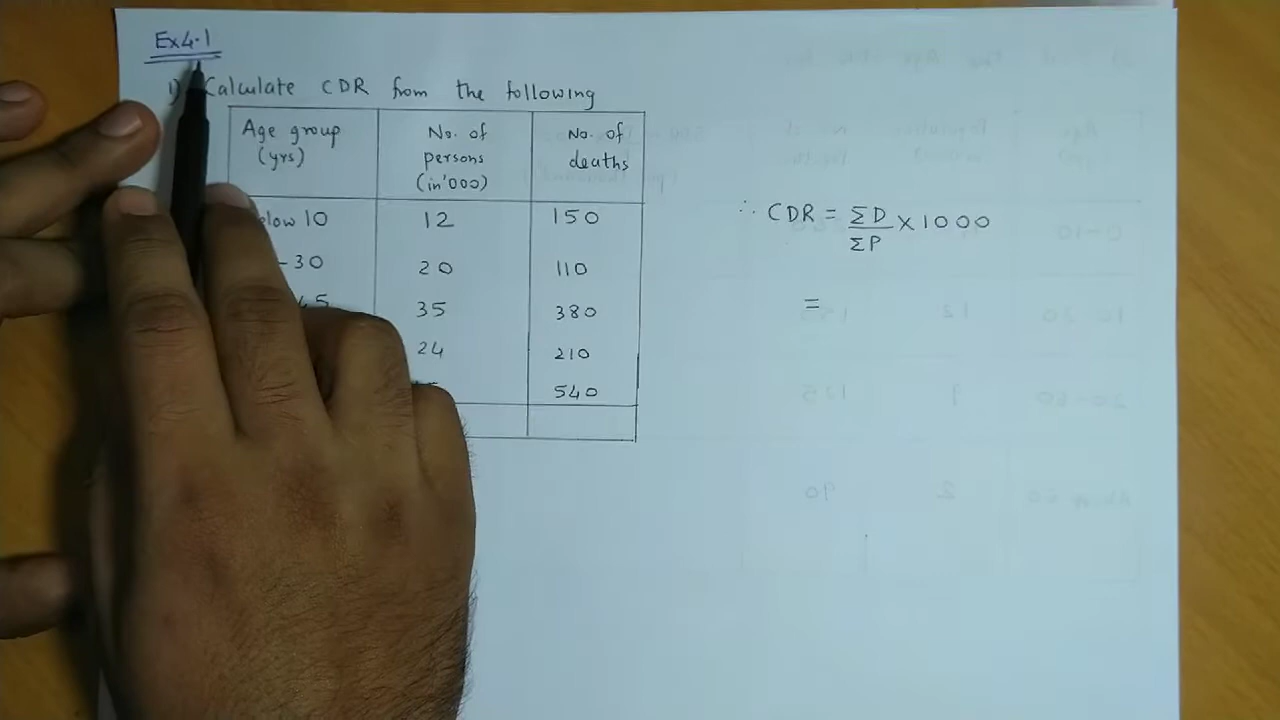 Ex4.1
1) Calculate CDR from the following
Age group (yrs) No. of persons (in'000) No. of deaths
10 12 150
-30 20 110
45 35 380
24 210
540
∴ CDR = ΣD/ΣP × 1000
=